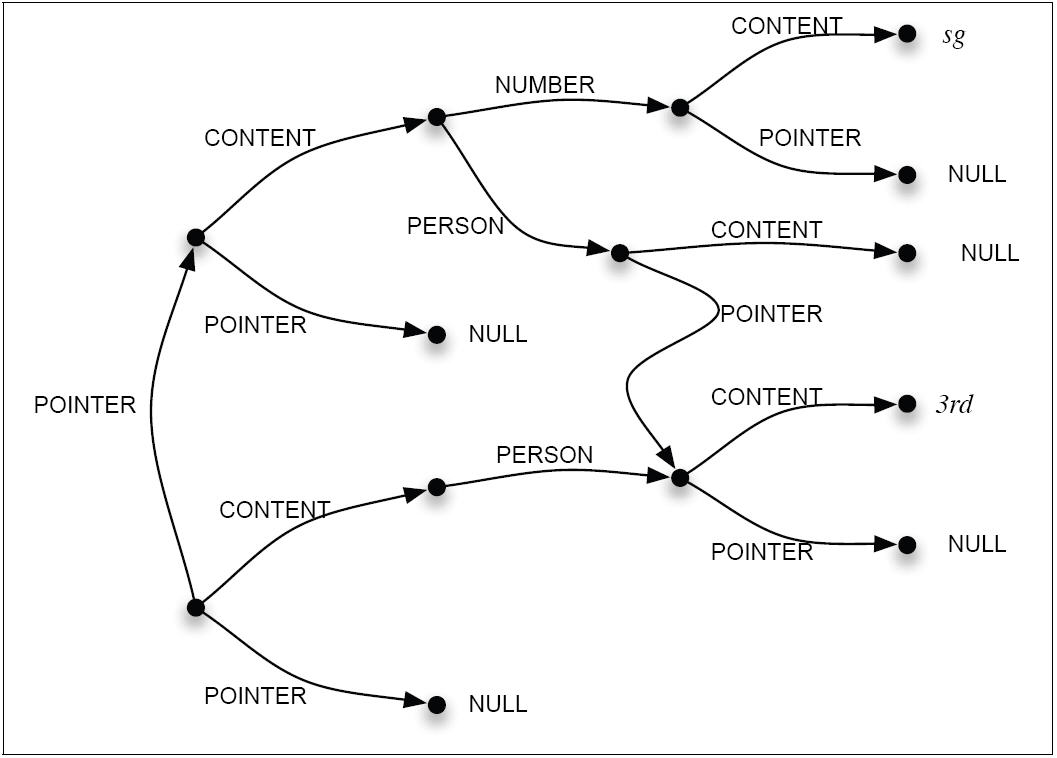 CONTENT
sg
NUMBER
CONTENT
POINTER
NULL
PERSON
CONTENT
NULL
POINTER
POINTER
NULL
POINTER
CONTENT
3rd
PERSON
CONTENT
POINTER
NULL
POINTER
NULL